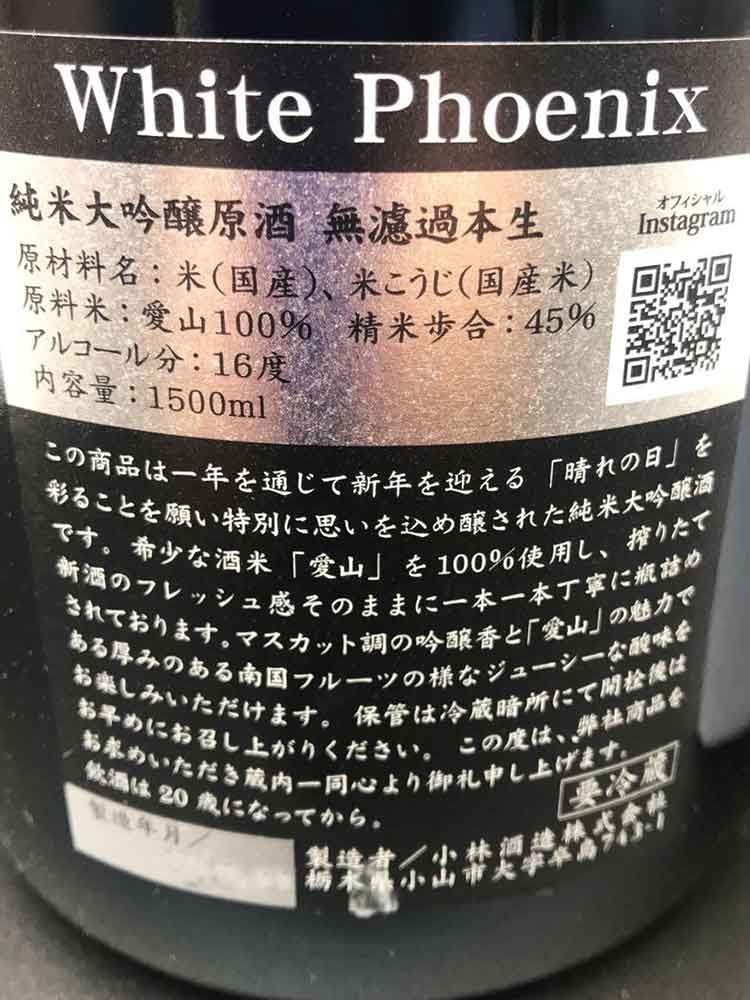 White Phoenix
純米大吟醸原酒 無濾過本生
オフィシャル
Instagram
原材料名：米(国産)、米こうじ(国産米)
原料米：愛山100% 精米歩合：45%
アルコール分：16度
内容量：1500ml
この商品は一年を通じて新年を迎える「晴れの日」を
彩ることを願い特別に思いを込め醸された純米大吟醸酒
です。希少な酒米「愛山」を100%使用し、搾りたて
新酒のフレッシュ感そのままに一本一本丁寧に瓶詰め
されております。マスカット調の吟醸香と「愛山」の魅力で
ある厚みのある南国フルーツの様なジューシーな酸味を
お楽しみいただけます。保管は冷蔵暗所にて開栓後は
お早めにお召し上がりください。この度は、弊社商品を
お求めいただき蔵内一同心より御礼申し上げます。
飲酒は20歳になってから。
要冷蔵
製造年月／
製造者／小林酒造株式会社
栃木県小山市大字卒島743-1